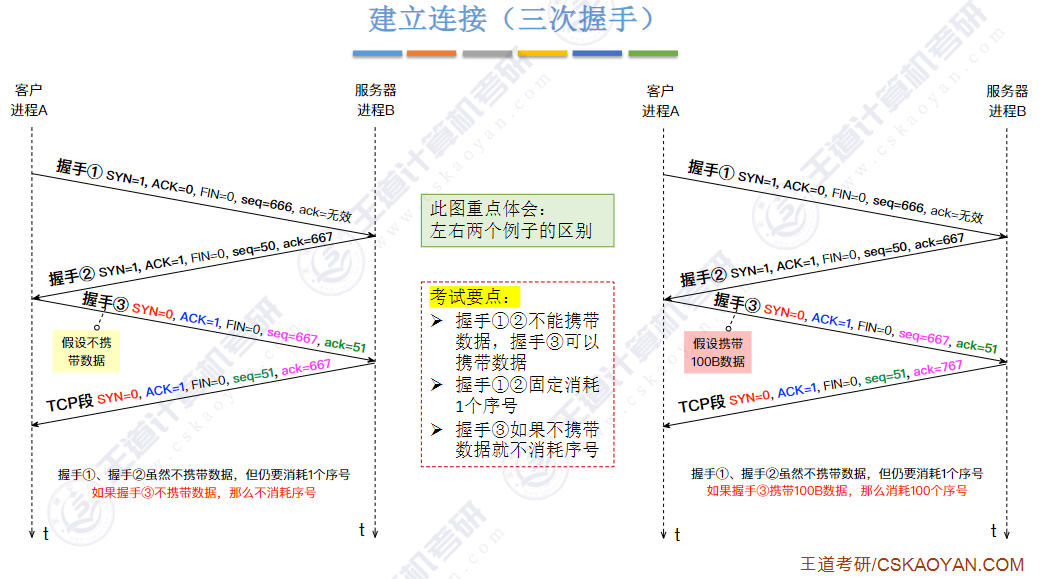 建立连接（三次握手）
客户
进程A
服务器
进程B
握手① SYN=1, ACK=0, FIN=0, seq=666, ack=无效
握手② SYN=1, ACK=1, FIN=0, seq=50, ack=667
握手③ SYN=0, ACK=1, FIN=0, seq=667, ack=51
假设不携
带数据
TCP段 SYN=0, ACK=1, FIN=0, seq=51, ack=667
握手①、握手②虽然不携带数据，但仍要消耗1个序号
如果握手③不携带数据，那么不消耗序号
t
t
此图重点体会：
左右两个例子的区别
考试要点：
➢ 握手①②不能携带
数据，握手③可以
携带数据
➢ 握手①②固定消耗
1个序号
➢ 握手③如果不携带
数据就不消耗序号
客户
进程A
服务器
进程B
握手① SYN=1, ACK=0, FIN=0, seq=666, ack=无效
握手② SYN=1, ACK=1, FIN=0, seq=50, ack=667
握手③ SYN=0, ACK=1, FIN=0, seq=667, ack=51
假设携带
100B数据
TCP段 SYN=0, ACK=1, FIN=0, seq=51, ack=767
握手①、握手②虽然不携带数据，但仍要消耗1个序号
如果握手③携带100B数据，那么消耗100个序号
t
t
王道考研/CSKAOYAN.COM
王道计算机考研
www.cskaoyan.com